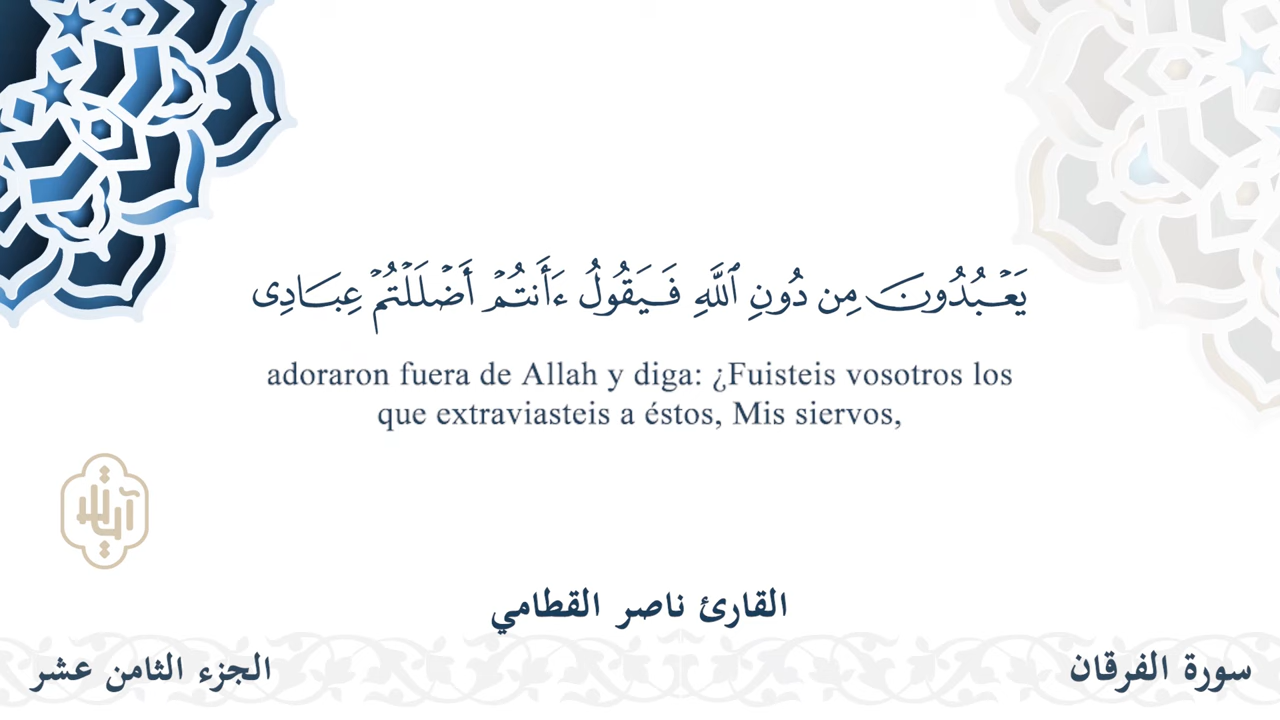 يَعْبُدُونَ مِن دُونِ ٱللَّهِ فَيَقُولُ ءَأَنتُمْ أَضْلَلْتُمْ عِبَادِى
adoraron fuera de Allah y diga: ¿Fuisteis vosotros los
que extraviasteis a éstos, Mis siervos,
القارئ ناصر القطامي
سورة الفرقان
الجزء الثامن عشر